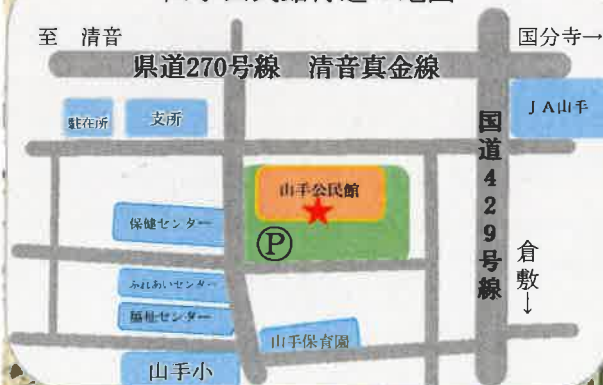 至 清音
国分寺→
県道270号線 清音真金線
JA山手
駐在所
支所
国道429号線
山手公民館
保健センター
P
倉敷↓
ふれあいセンター
福祉センター
山手保育園
山手小